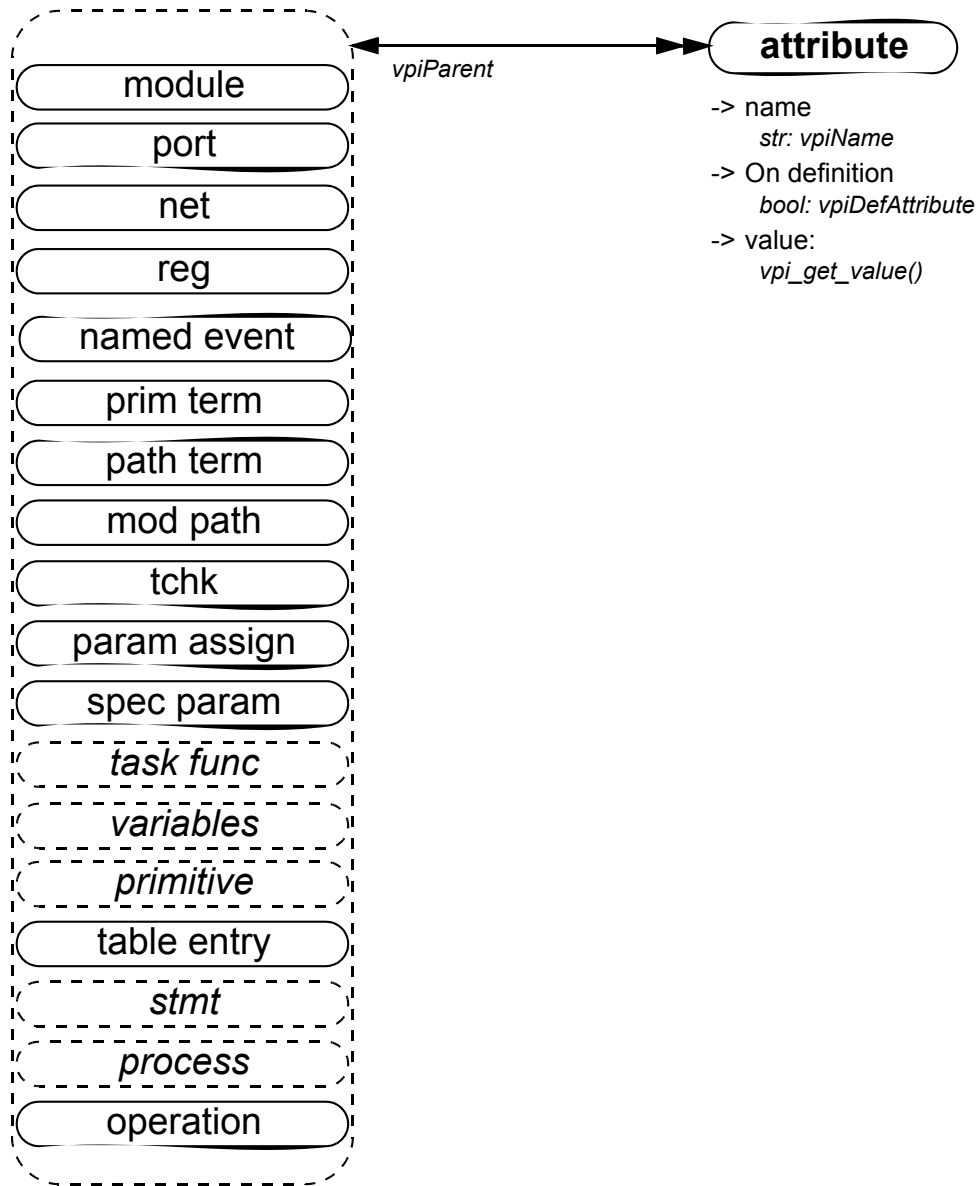 attribute
vpiParent
module
-> name
str: vpiName
port
-> On definition
net
bool: vpiDefAttribute
-> value:
reg
vpi_get_value()
named event
prim term
path term
mod path
tchk
param assign
spec param
task func
variables
primitive
table entry
stmt
process
operation